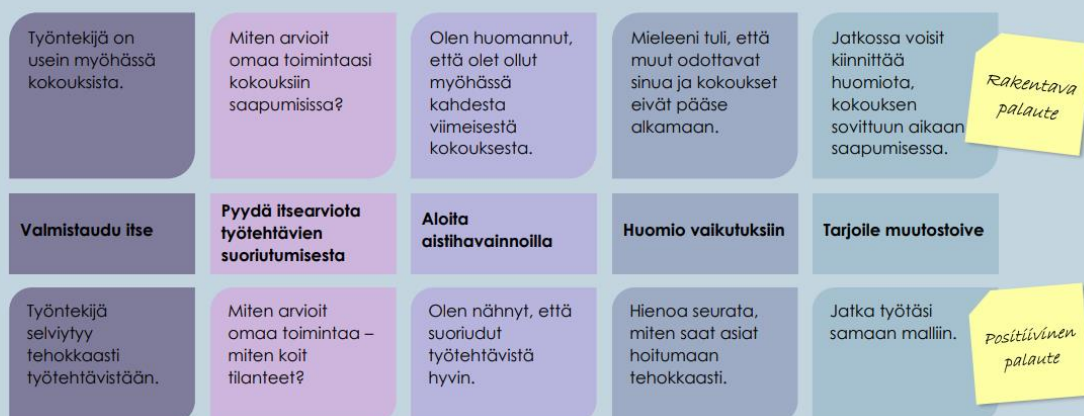 Työntekijä on
usein myöhässä
kokouksista.
Miten arvioit
omaa toimintaasi
kokouksiin
saapumisissa?
Olen huomannut,
että olet ollut
myöhässä
kahdesta
viimeisestä
kokouksesta.
Mieleeni tuli, että
muut odottavat
sinua ja kokoukset
eivät pääse
alkamaan.
Jatkossa voisit
kiinnittää
huomiota,
kokouksen
sovittuun aikaan
saapumisessa.
Rakentava
palaute
Valmistaudu itse
Pyydä itsearviota
työtehtävien
suoriutumisesta
Aloita
aistihavainnoilla
Huomio vaikutuksiin
Tarjoile muutostoive
Työntekijä
selviytyy
tehokkaasti
työtehtävistään.
Miten arvioit
omaa toimintaa –
miten koit
tilanteet?
Olen nähnyt, että
suoriudut
työtehtävistä
hyvin.
Hienoa seurata,
miten saat asiat
hoitumaan
tehokkaasti.
Jatka työtäsi
samaan malliin.
Positiivinen
palaute